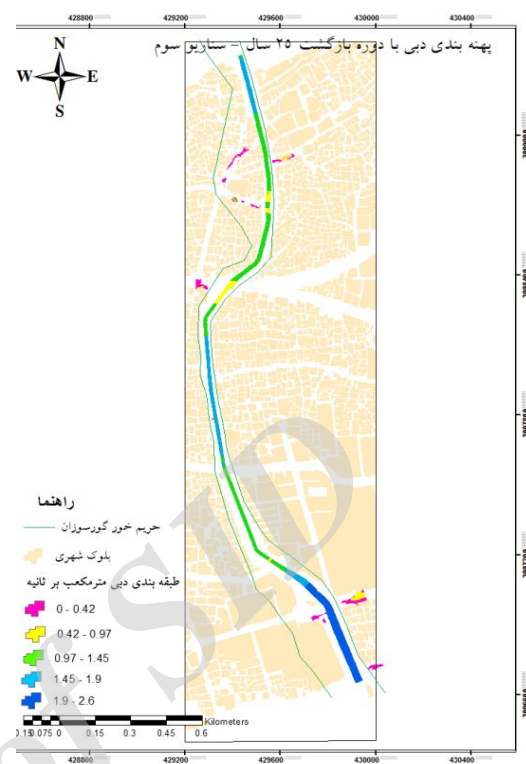 428800 429200 429600 430000 430400
پهنه بندی دبی با دوره بازگشت ۲۵ سال - سناریو سوم
N
W E
S
راهنما
حریم خور گورسوزان
بلوک شهری
طبقه بندی دبی مترمکعب بر ثانیه
0 - 0.42
0.42 - 0.97
0.97 - 1.45
1.45 - 1.9
1.9 - 2.6
Kilometers
0.075 0 0.15 0.3 0.45 0.6
428800 429200 429600 430000 430400
of SID